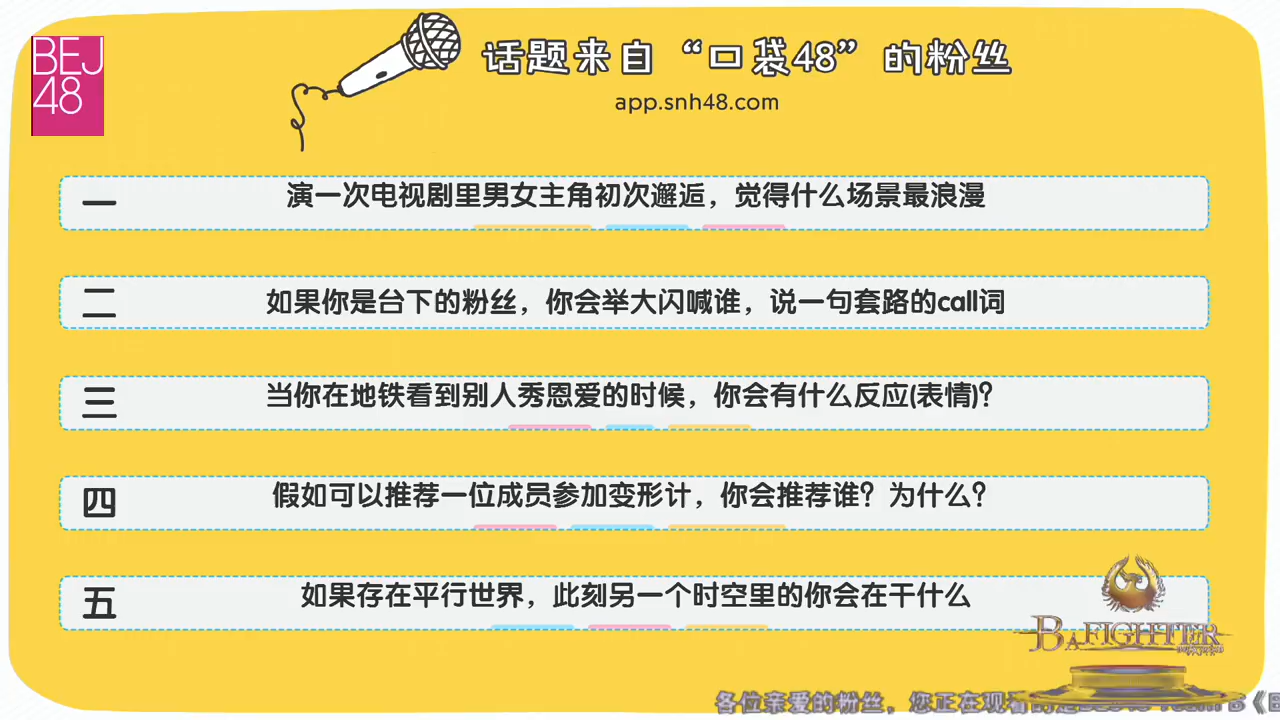 BEJ
48
话题来自“口袋48”的粉丝
app.snh48.com
一 演一次电视剧里男女主角初次邂逅，觉得什么场景最浪漫
二 如果你是台下的粉丝，你会举大闪喊谁，说一句套路的call词
三 当你在地铁看到别人秀恩爱的时候，你会有什么反应(表情)？
四 假如可以推荐一位成员参加变形计，你会推荐谁？为什么？
五 如果存在平行世界，此刻另一个时空里的你会在干什么
BAFIGHTER
各位亲爱的粉丝，您正在观看